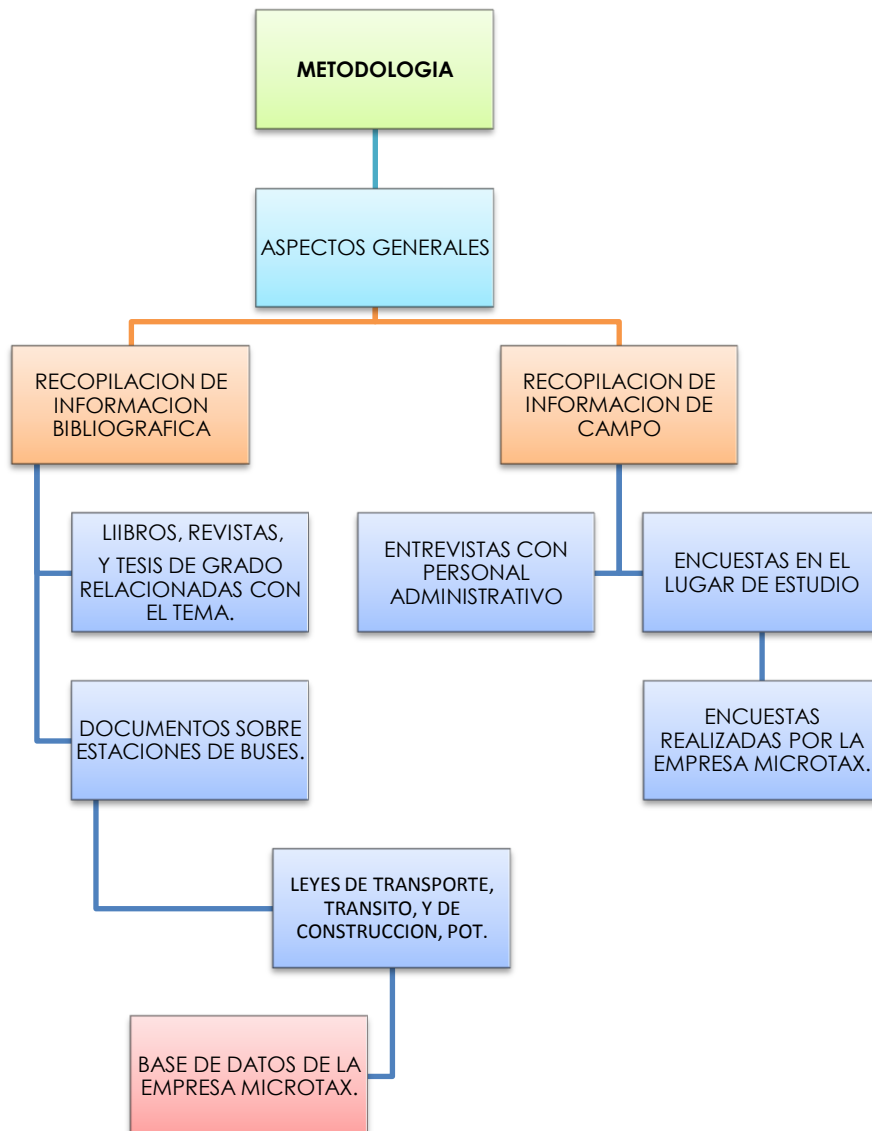 METODOLOGIA
ASPECTOS GENERALES
RECOPILACION DE
INFORMACION
BIBLIOGRAFICA
RECOPILACION DE
INFORMACION DE
CAMPO
LIIBROS, REVISTAS,
Y TESIS DE GRADO
RELACIONADAS CON
EL TEMA.
ENTREVISTAS CON
PERSONAL
ADMINISTRATIVO
ENCUESTAS EN EL
LUGAR DE ESTUDIO
DOCUMENTOS SOBRE
ESTACIONES DE BUSES.
ENCUESTAS
REALIZADAS POR LA
EMPRESA MICROTAX.
LEYES DE TRANSPORTE,
TRANSITO, Y DE
CONSTRUCCION, POT.
BASE DE DATOS DE LA
EMPRESA MICROTAX.